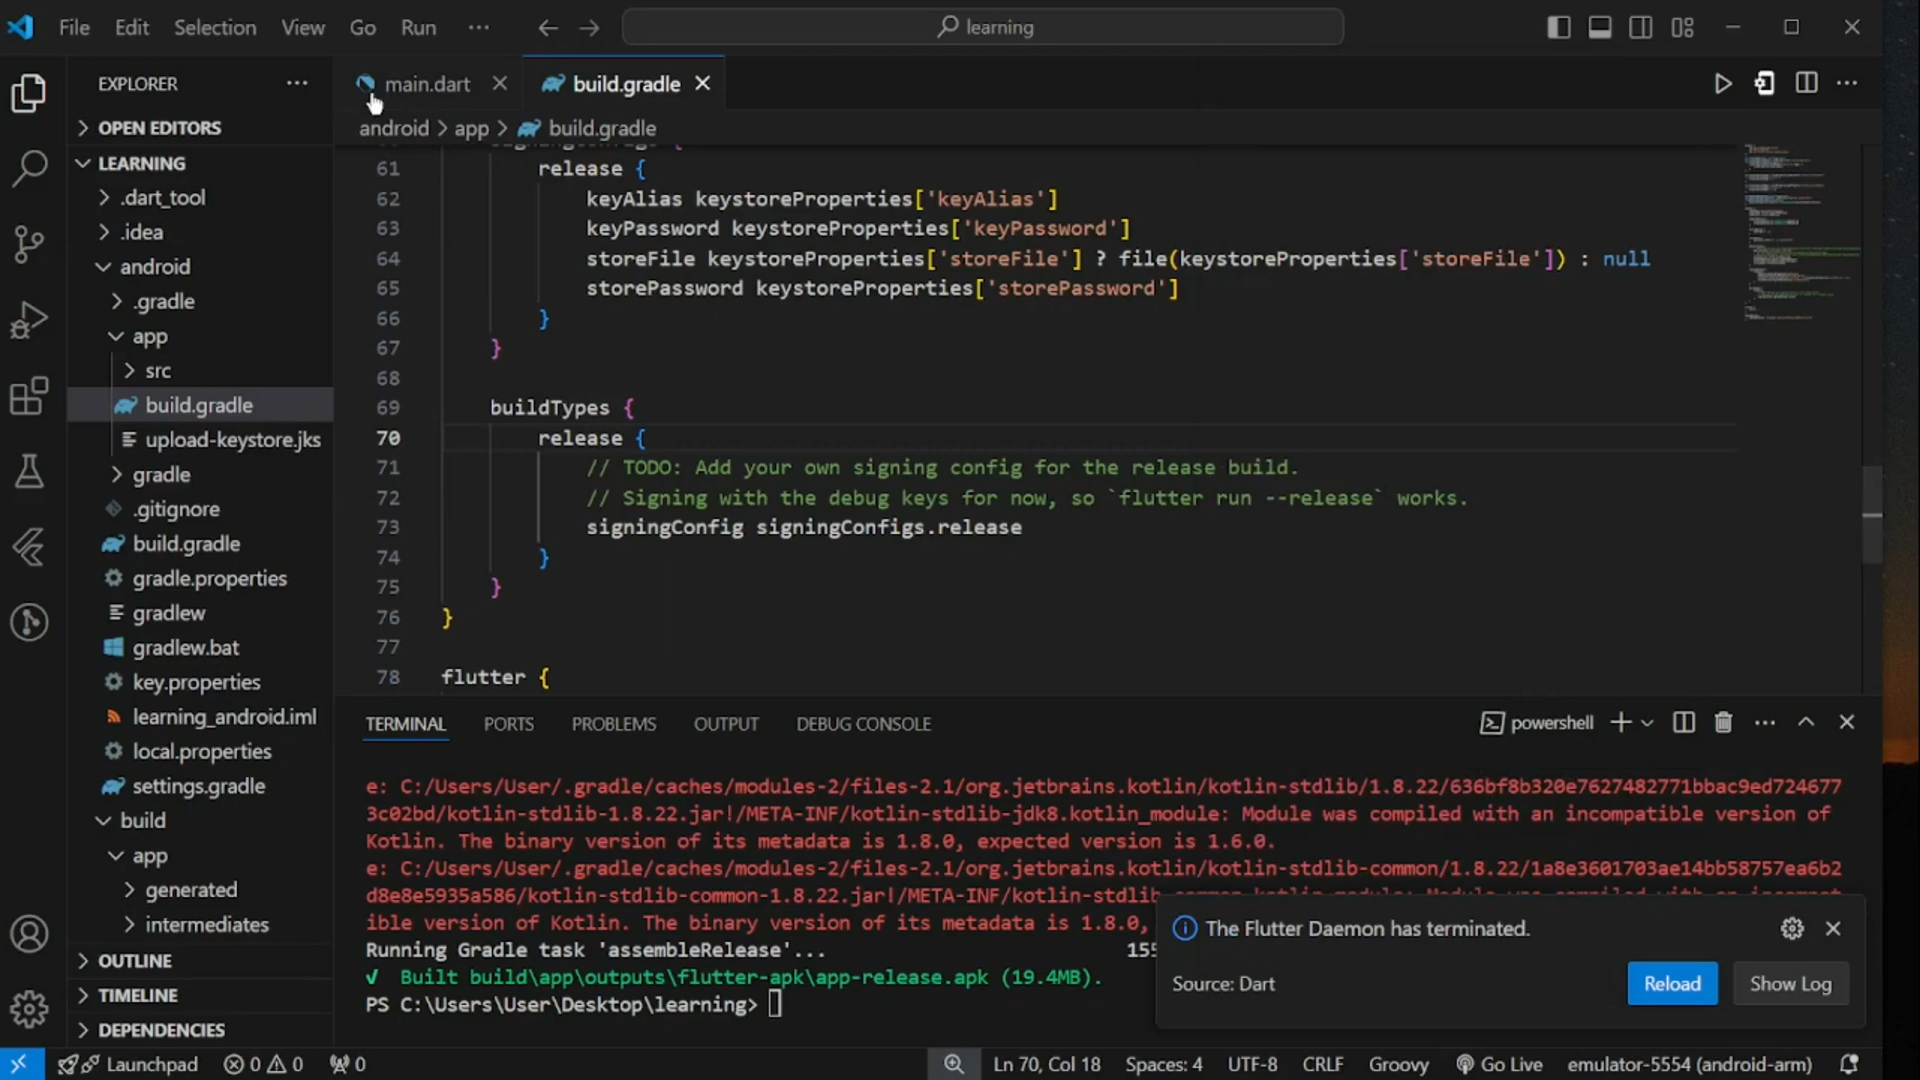 File Edit Selection View Go Run ··· learning
EXPLORER ···
main.dart
build.gradle
android > app > build.gradle
OPEN EDITORS
LEARNING
.dart_tool
.idea
android
.gradle
app
src
build.gradle
upload-keystore.jks
gradle
.gitignore
build.gradle
gradle.properties
gradlew
gradlew.bat
key.properties
learning_android.iml
local.properties
settings.gradle
build
app
generated
intermediates
OUTLINE
TIMELINE
DEPENDENCIES
61 release {
62 keyAlias keystoreProperties['keyAlias']
63 keyPassword keystoreProperties['keyPassword']
64 storeFile keystoreProperties['storeFile'] ? file(keystoreProperties['storeFile']) : null
65 storePassword keystoreProperties['storePassword']
66 }
67 }
68
69 buildTypes {
70 release {
71 // TODO: Add your own signing config for the release build.
72 // Signing with the debug keys for now, so `flutter run --release` works.
73 signingConfig signingConfigs.release
74 }
75 }
76 }
77
78 flutter {
TERMINAL PORTS PROBLEMS OUTPUT DEBUG CONSOLE powershell
e: C:/Users/User/.gradle/caches/modules-2/files-2.1/org.jetbrains.kotlin/kotlin-stdlib/1.8.22/636bf8b320e7627482771bbac9ed724677
3c02bd/kotlin-stdlib-1.8.22.jar!/META-INF/kotlin-stdlib-jdk8.kotlin_module: Module was compiled with an incompatible version of
Kotlin. The binary version of its metadata is 1.8.0, expected version is 1.6.0.
e: C:/Users/User/.gradle/caches/modules-2/files-2.1/org.jetbrains.kotlin/kotlin-stdlib-common/1.8.22/1a8e3601703ae14bb58757ea6b2
d8e8e5935a586/kotlin-stdlib-common-1.8.22.jar!/META-INF/kotlin-stdlib
ible version of Kotlin. The binary version of its metadata is 1.8.0,
Running Gradle task 'assembleRelease'... 155
√ Built build\app\outputs\flutter-apk\app-release.apk (19.4MB).
PS C:\Users\User\Desktop\learning>
The Flutter Daemon has terminated.
Source: Dart
Reload
Show Log
Launchpad 0 0 0 Ln 70, Col 18 Spaces: 4 UTF-8 CRLF Groovy Go Live emulator-5554 (android-arm)